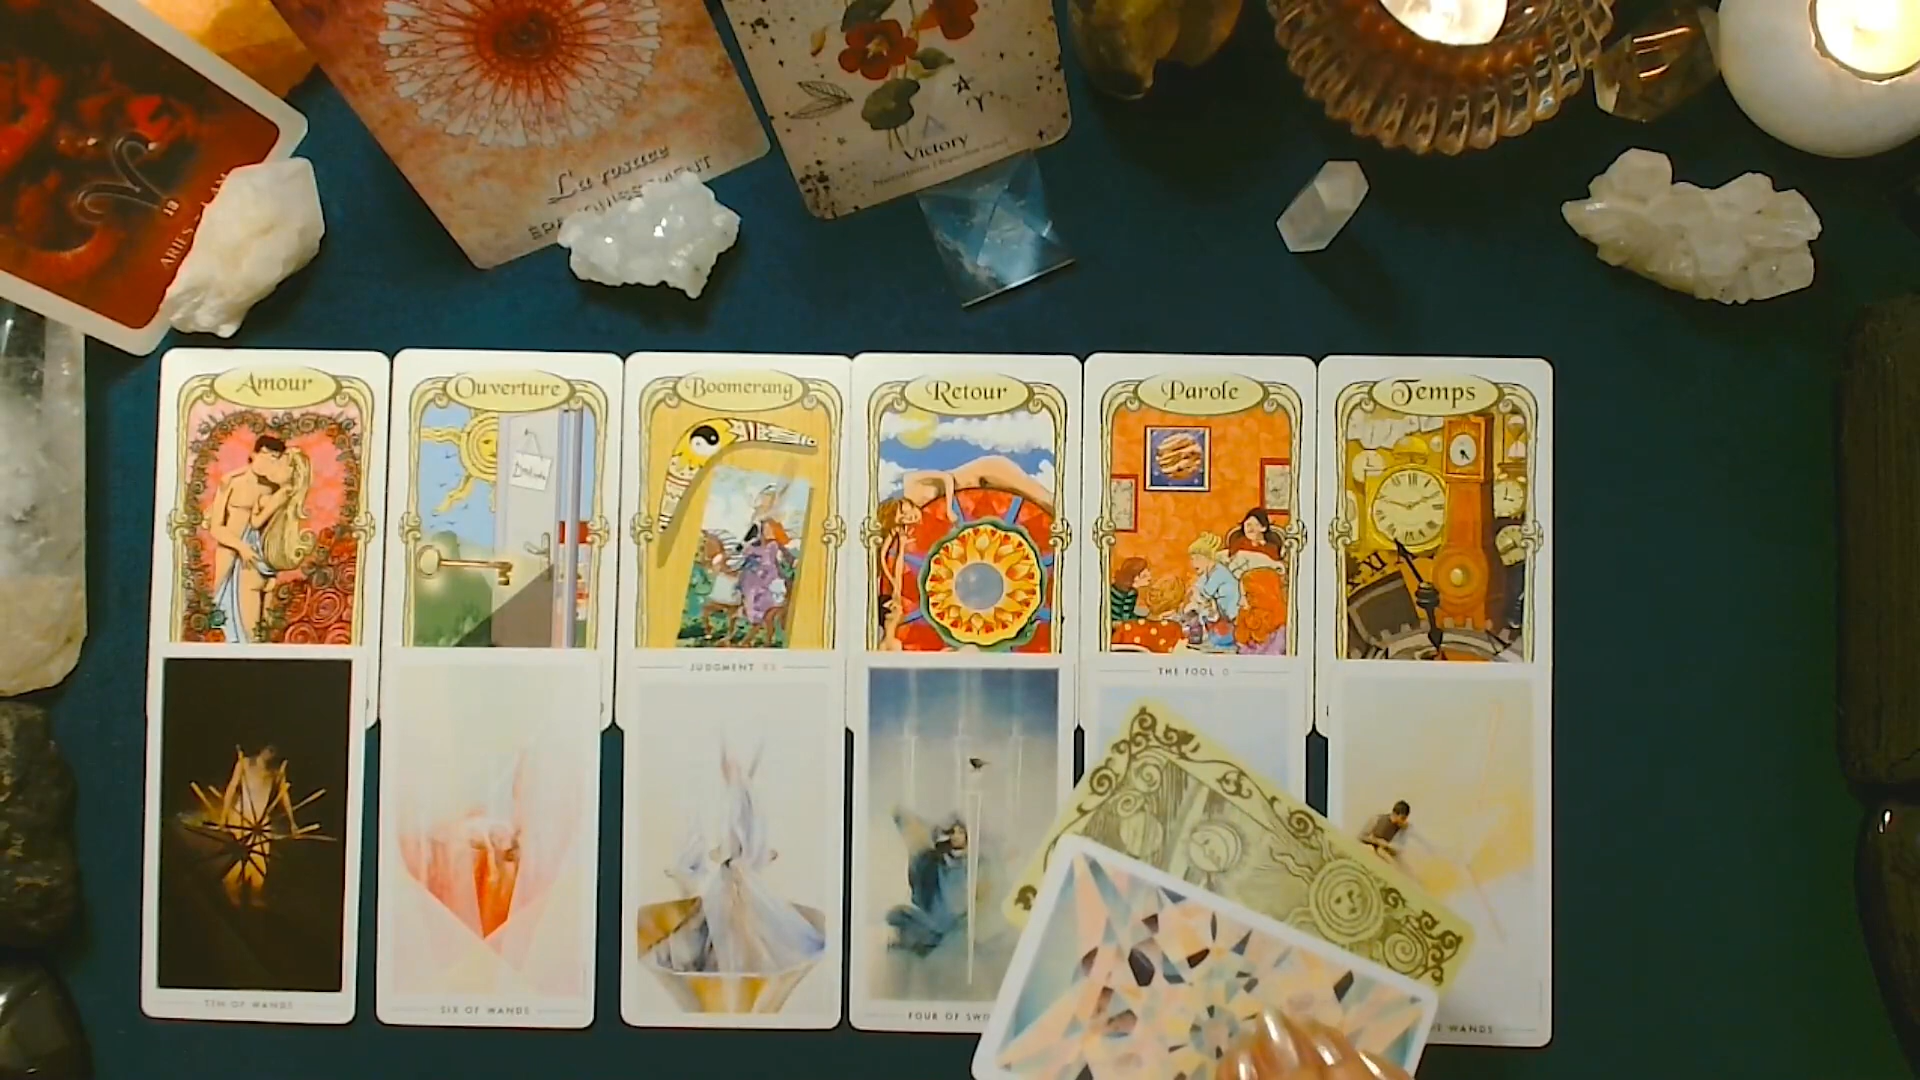 ARIES
La rosace
Victory
Amour
Ouverture
Boomerang
Retour
Parole
Temps
JUDGMENT XX
THE FOOL 0
TEN OF WANDS
SIX OF WANDS
FOUR OF
WANDS